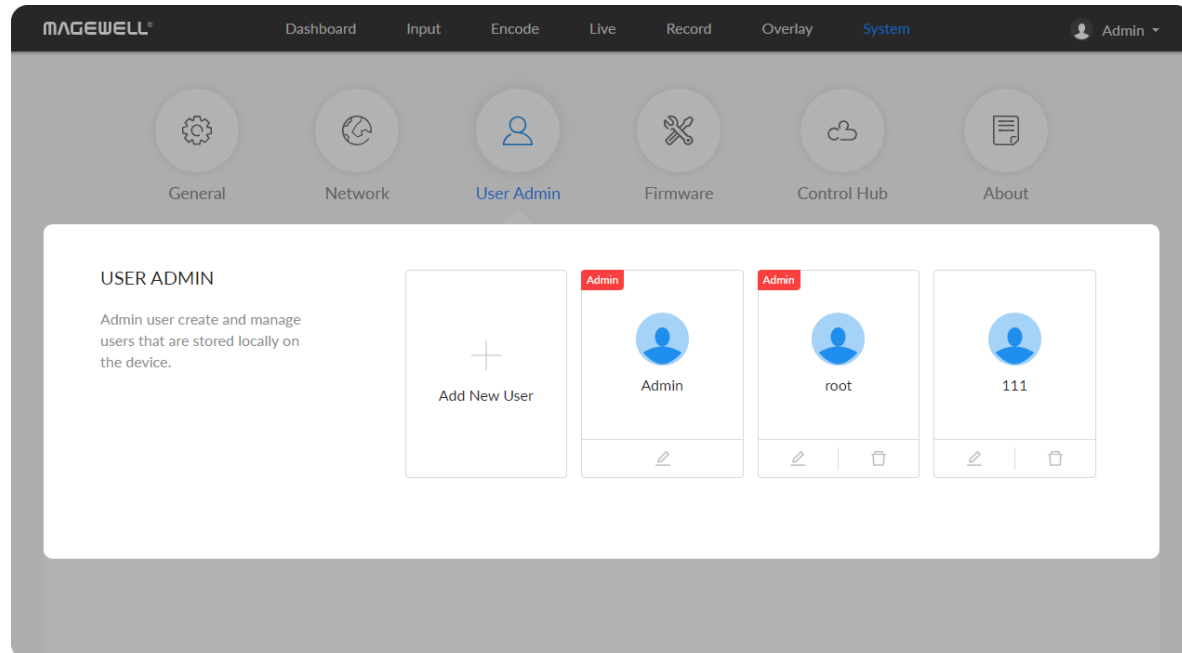 MAGEWELL®
Dashboard
Input
Encode
Live
Record
Overlay
System
Admin
General
Network
User Admin
Firmware
Control Hub
About
USER ADMIN
Admin user create and manage
users that are stored locally on
the device.
Add New User
Admin
Admin
Admin
root
111